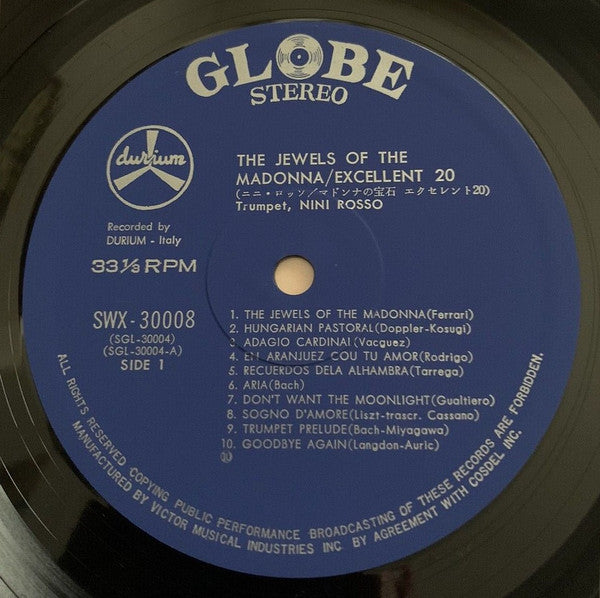 GLOBE
STEREO
durium
THE JEWELS OF THE
MADONNA/EXCELLENT 20
(ニニ・ロッソ/マドンナの宝石 エクセレント20)
Trumpet, NINI ROSSO
Recorded by
DURIUM - Italy
33 1/3 RPM
SWX-30008
(SGL-30004)
(SGL-30004-A)
SIDE 1
1. THE JEWELS OF THE MADONNA(Ferrari)
2. HUNGARIAN PASTORAL(Doppler-Kosugi)
3. ADAGIO CARDINAI(Vacguez)
4. EN ARANJUEZ COU TU AMOR(Rodrigo)
5. RECUERDOS DELA ALHAMBRA(Tarrega)
6. ARIA(Bach)
7. DON'T WANT THE MOONLIGHT(Gualtiero)
8. SOGNO D'AMORE(Liszt-trascr. Cassano)
9. TRUMPET PRELUDE(Bach-Miyagawa)
10. GOODBYE AGAIN(Langdon-Auric)
ALL RIGHTS RESERVED COPYING PUBLIC PERFORMANCE BROADCASTING OF THESE RECORDS ARE FORBIDDEN.
MANUFACTURED BY VICTOR MUSICAL INDUSTRIES INC BY AGREEMENT WITH COSDEL INC.